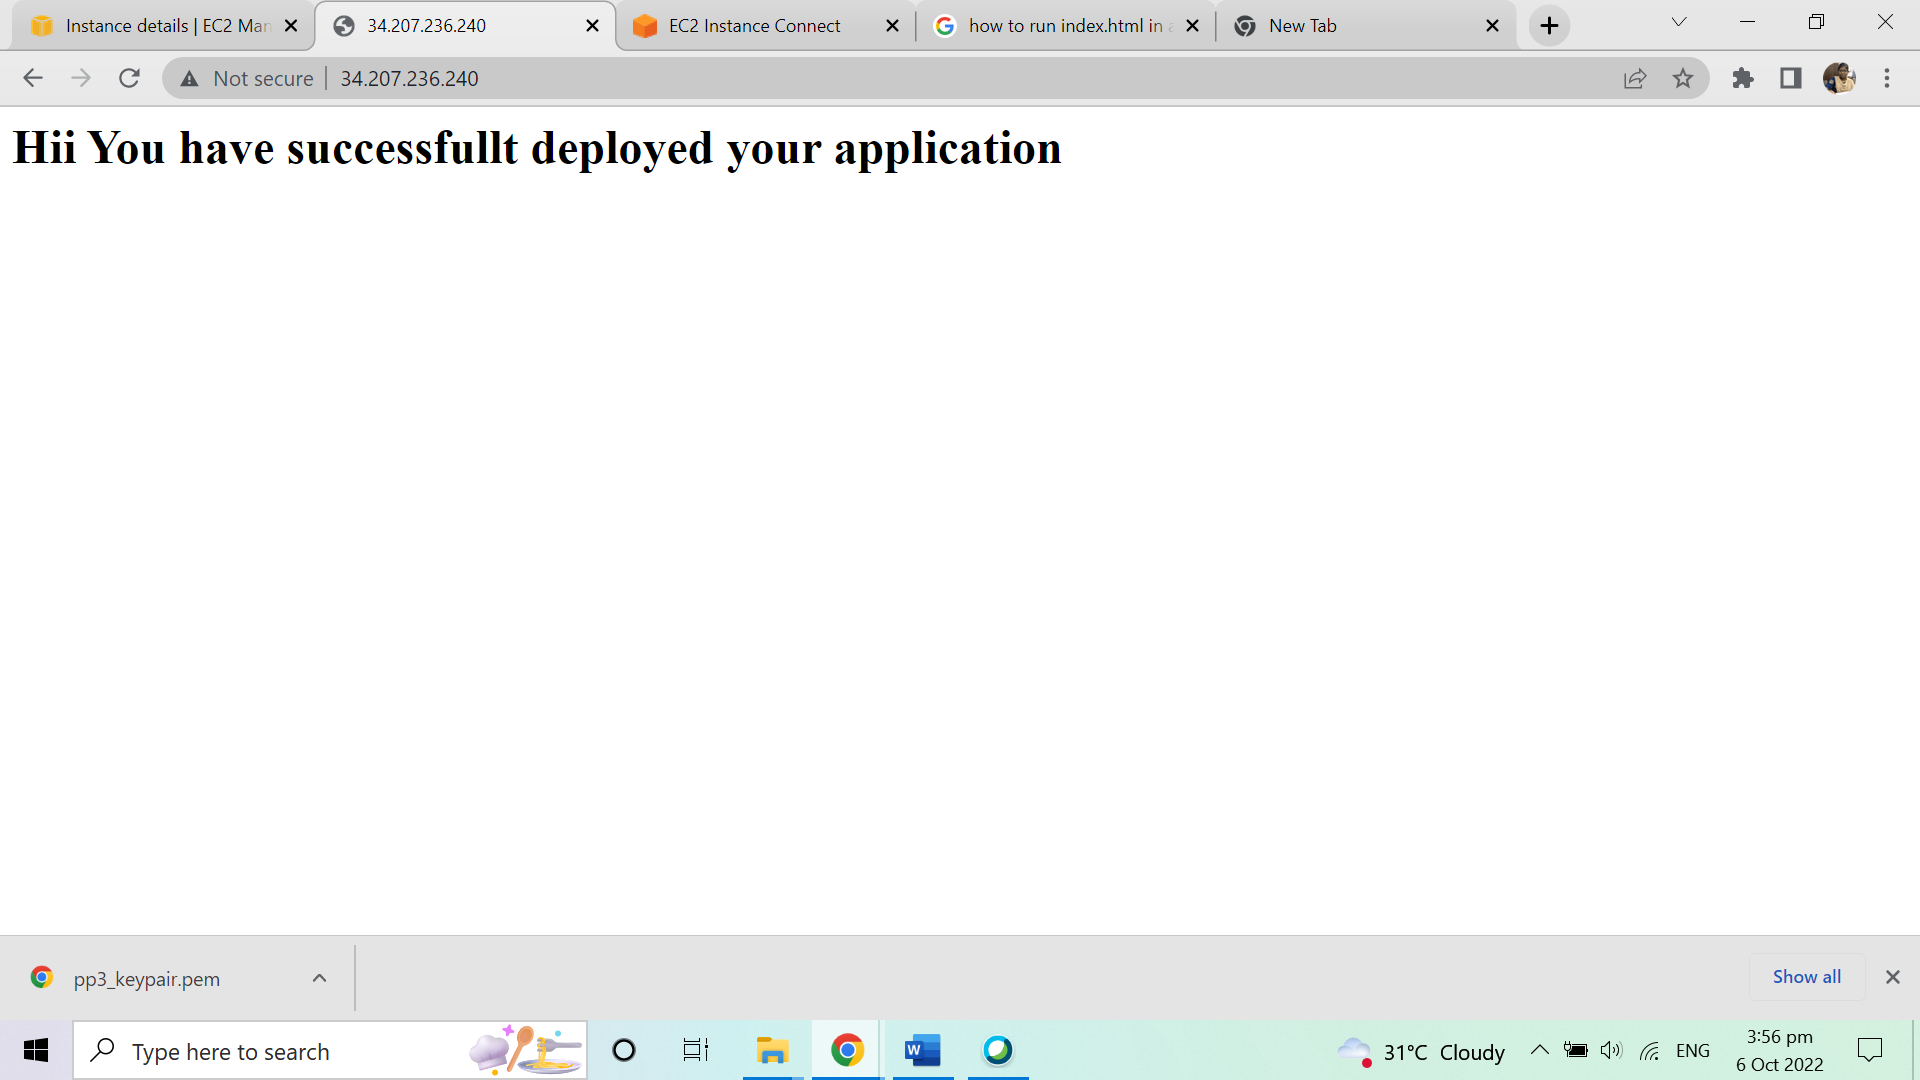 Instance details | EC2 Man
34.207.236.240
EC2 Instance Connect
how to run index.html in a
New Tab
Not secure
34.207.236.240
Hii You have successfullt deployed your application
pp3_keypair.pem
Show all
Type here to search
W
31°C Cloudy
ENG
3:56 pm
6 Oct 2022